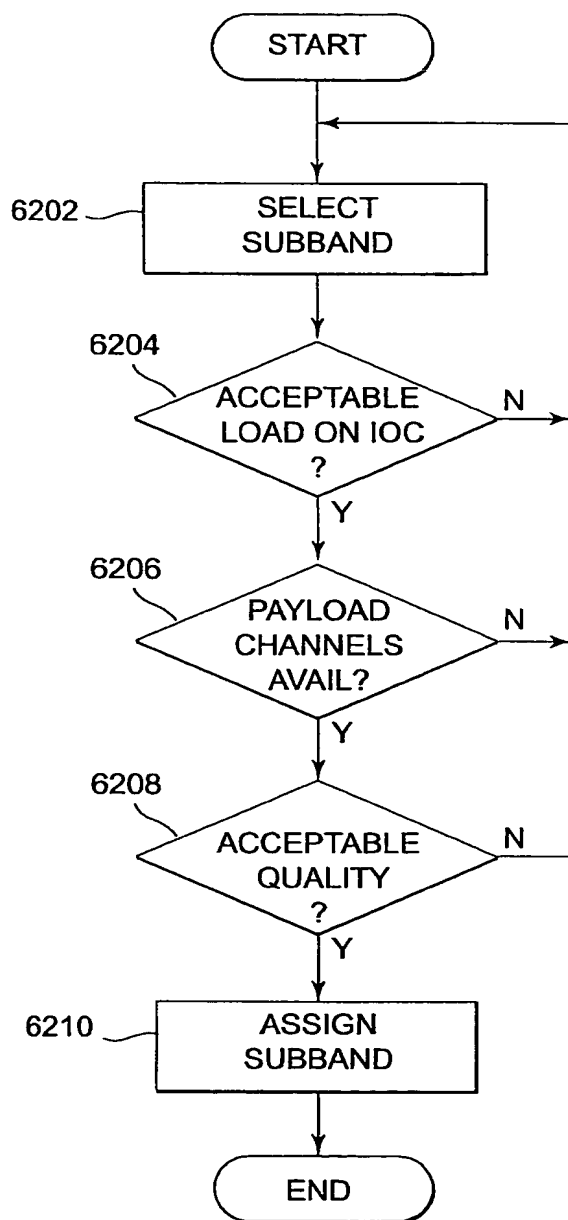 START
6202
SELECT
SUBBAND
6204
ACCEPTABLE
LOAD ON IOC
?
N
Y
6206
PAYLOAD
CHANNELS
AVAIL?
N
Y
6208
ACCEPTABLE
QUALITY
?
N
Y
6210
ASSIGN
SUBBAND
END